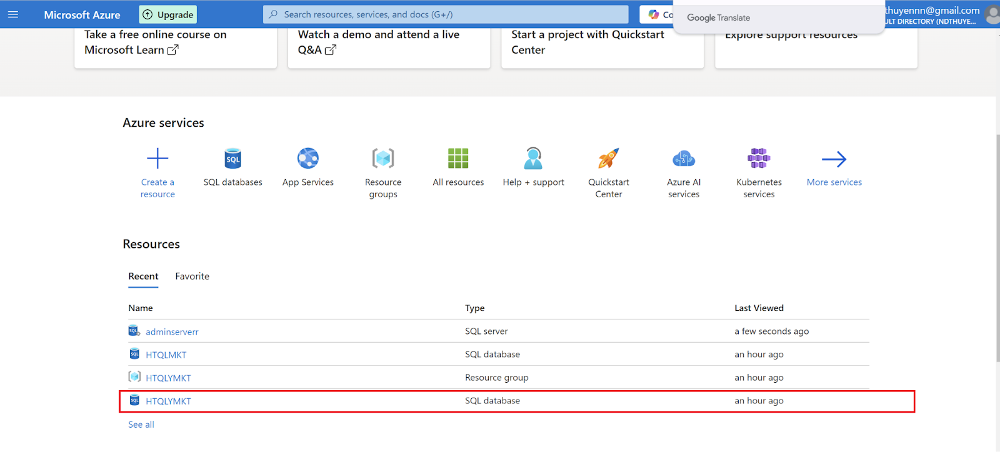 Microsoft Azure
Upgrade
Search resources, services, and docs (G+/)
Google Translate
thuyennn@gmail.com
ULT DIRECTORY (NDTHUYE...
Take a free online course on
Microsoft Learn
Watch a demo and attend a live
Q&A
Start a project with Quickstart
Center
Explore support resources
Azure services
Create a
resource
SQL databases
App Services
Resource
groups
All resources
Help + support
Quickstart
Center
Azure AI
services
Kubernetes
services
More services
Resources
Recent Favorite
Name Type Last Viewed
adminserverr SQL server a few seconds ago
HTQLMKT SQL database an hour ago
HTQLYMKT Resource group an hour ago
HTQLYMKT SQL database an hour ago
See all